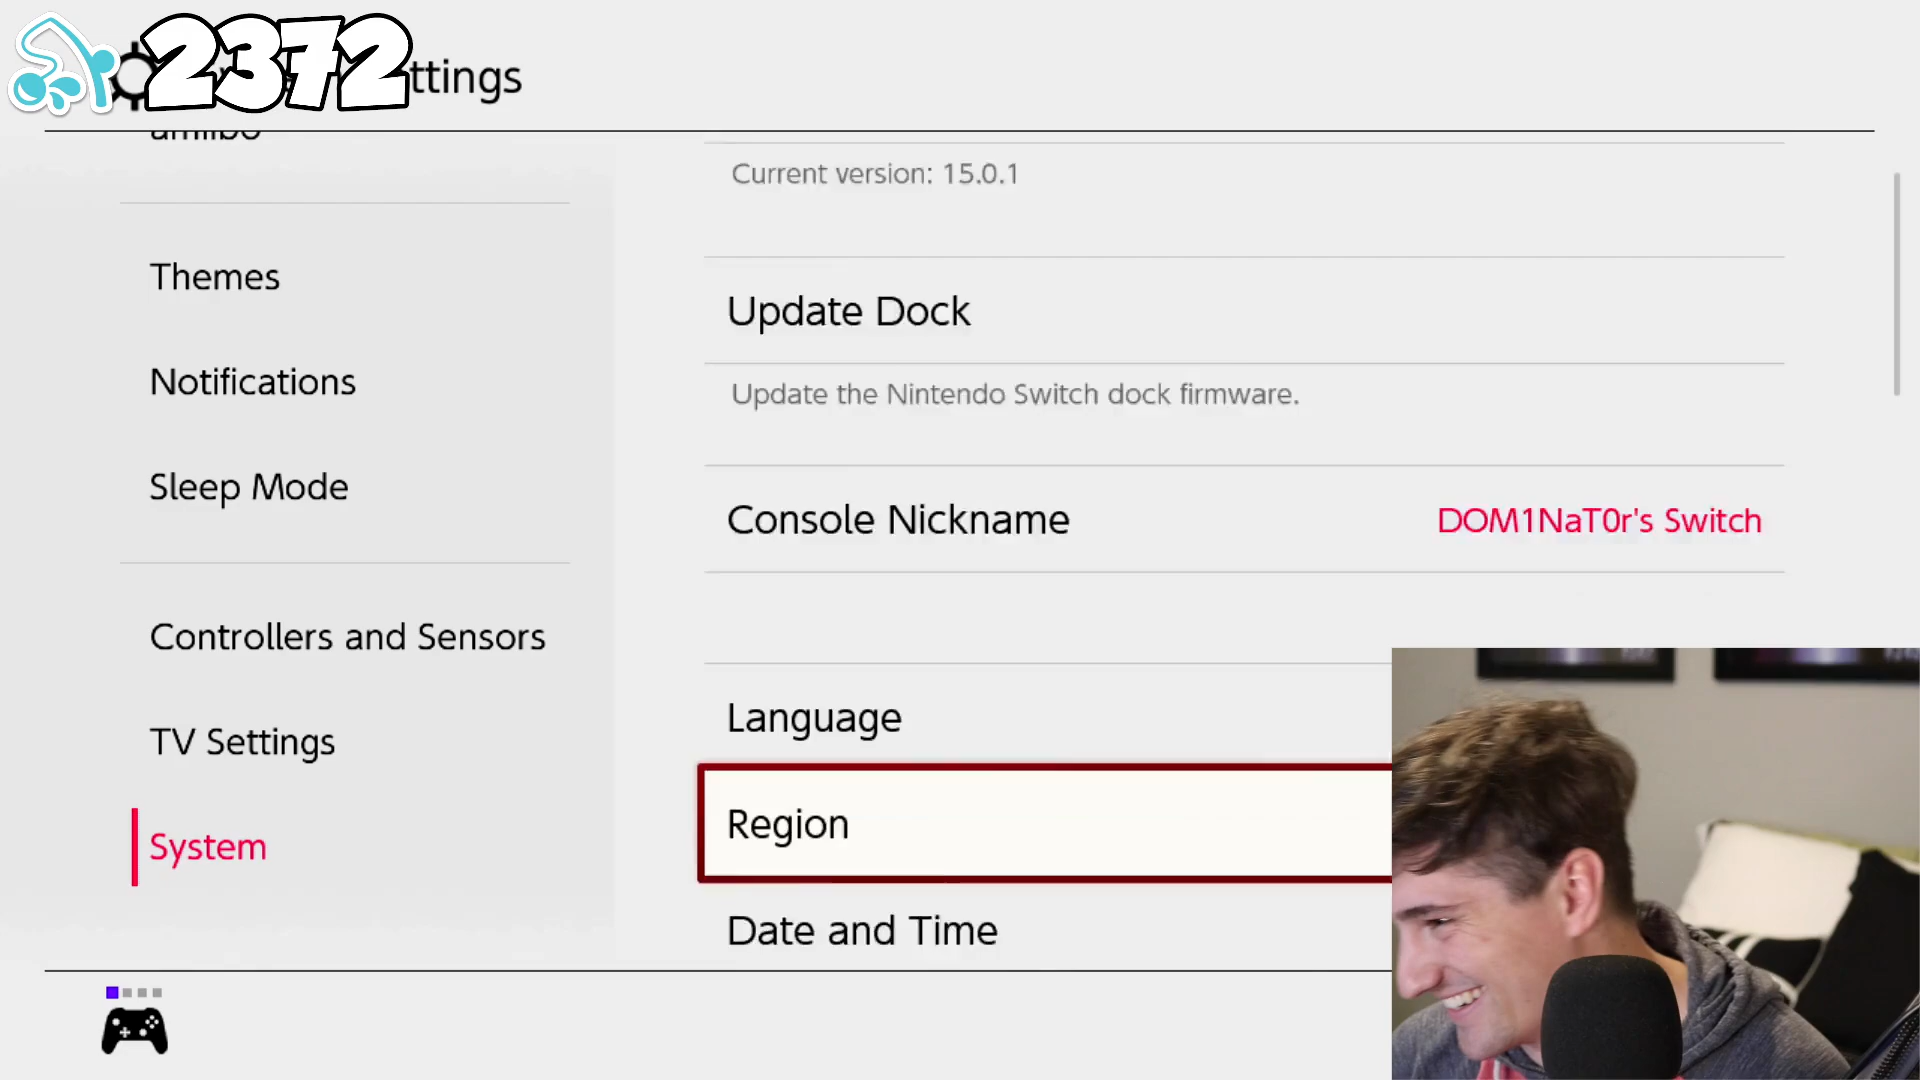 2372
ttings
amiibo
Themes
Notifications
Sleep Mode
Controllers and Sensors
TV Settings
System
Current version: 15.0.1
Update Dock
Update the Nintendo Switch dock firmware.
Console Nickname
DOM1NaT0r's Switch
Language
Region
Date and Time